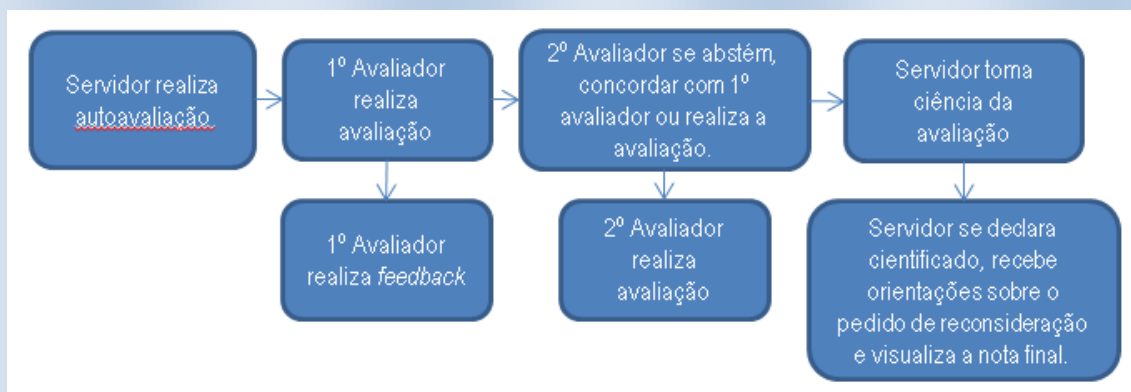 Servidor realiza
autoavaliação.
1º Avaliador
realiza
avaliação
2º Avaliador se abstém,
concordar com 1º
avaliador ou realiza a
avaliação.
Servidor toma
ciência da
avaliação
1º Avaliador
realiza feedback
2º Avaliador
realiza
avaliação
Servidor se declara
cientificado, recebe
orientações sobre o
pedido de reconsideração
e visualiza a nota final.